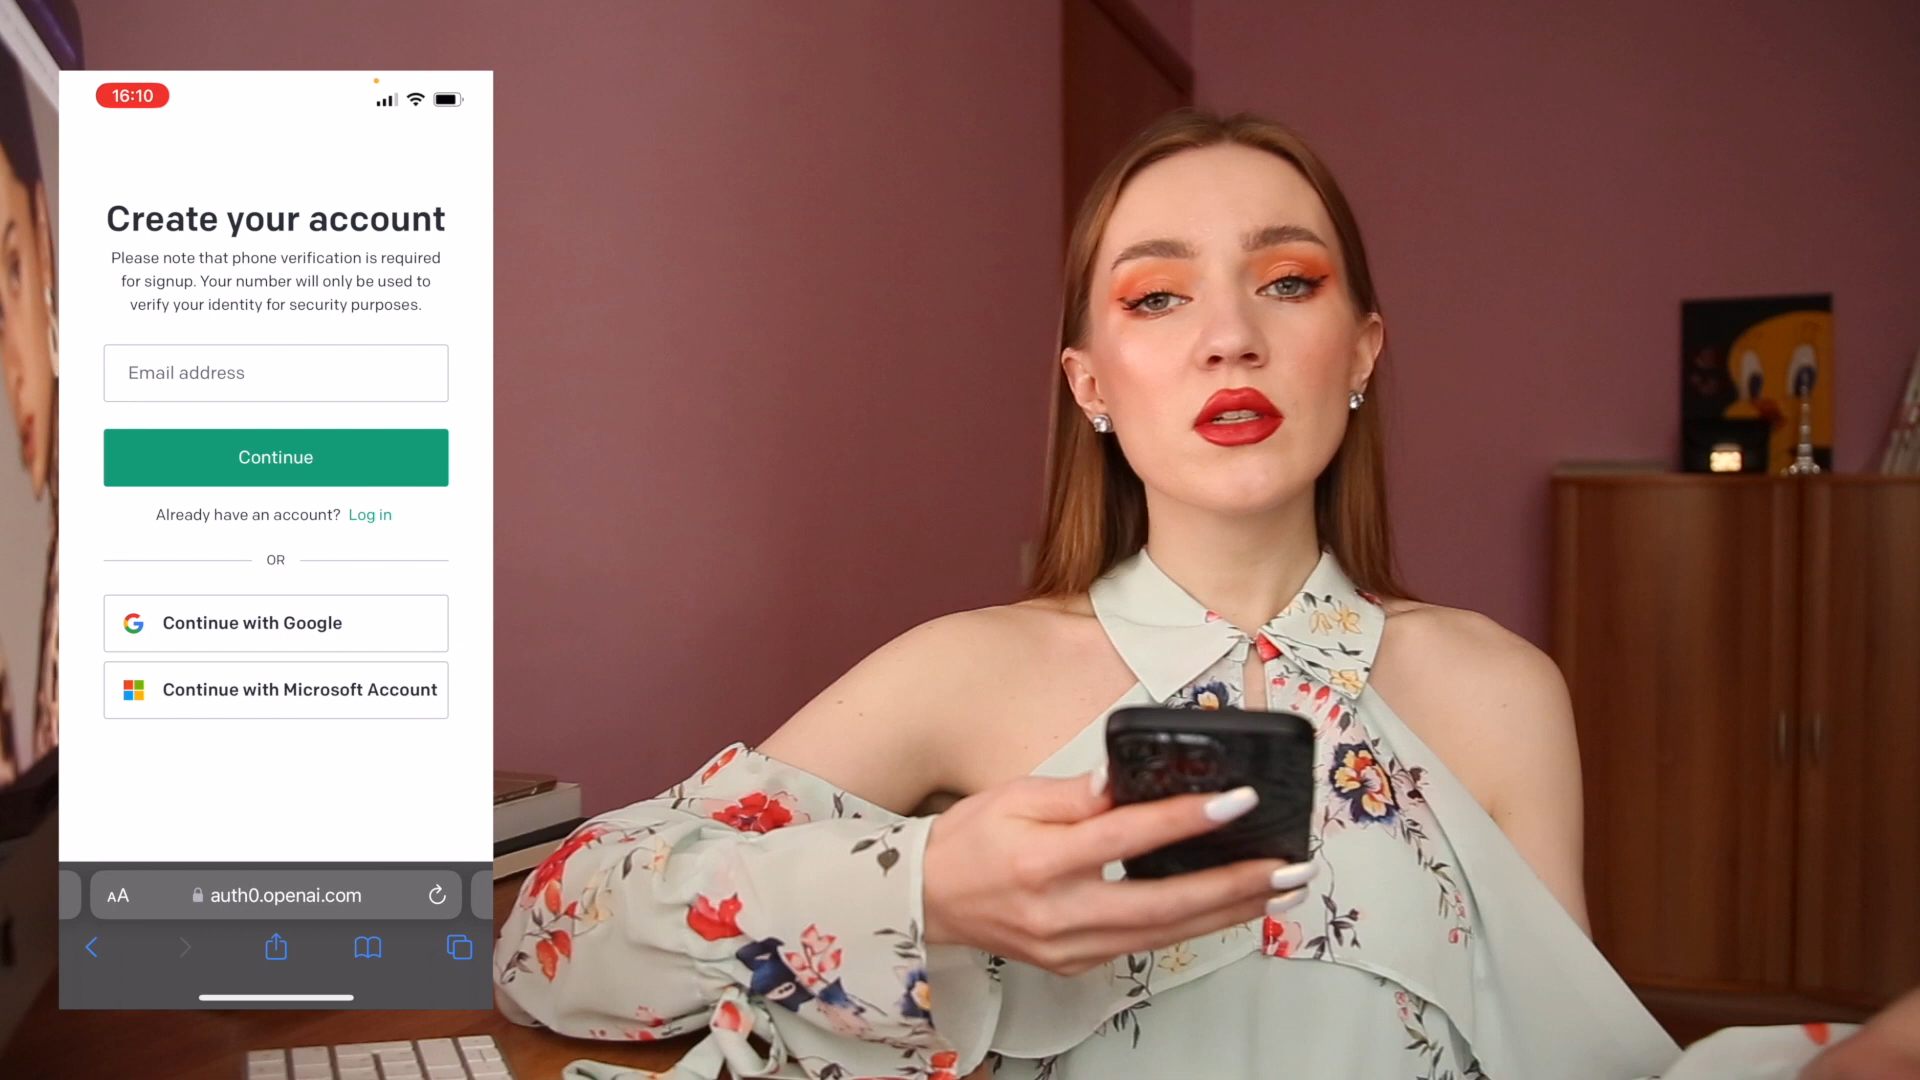 16:10
Create your account
Please note that phone verification is required
for signup. Your number will only be used to
verify your identity for security purposes.
Email address
Continue
Already have an account? Log in
OR
Continue with Google
Continue with Microsoft Account
AA
auth0.openai.com